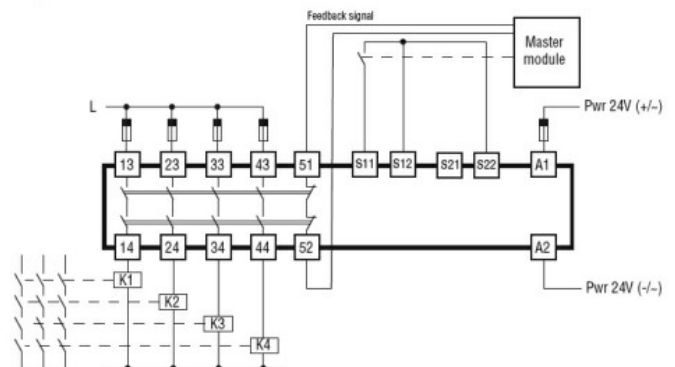 Feedback signal
Master
module
L
Pwr 24V (+/~)
13 23 33 43 51 S11 S12 S21 S22 A1
14 24 34 44 52 A2
K1
Pwr 24V (-/~)
K2
K3
K4